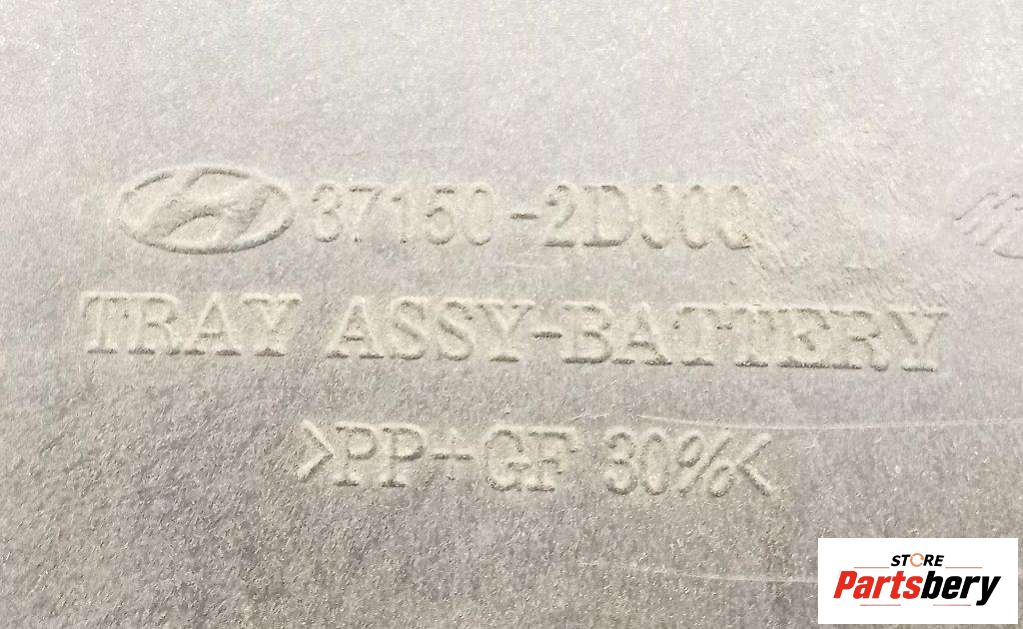 37150-2D000
TRAY ASSY-BATTERY
>PP+GF 30%<
STORE
Partsbery